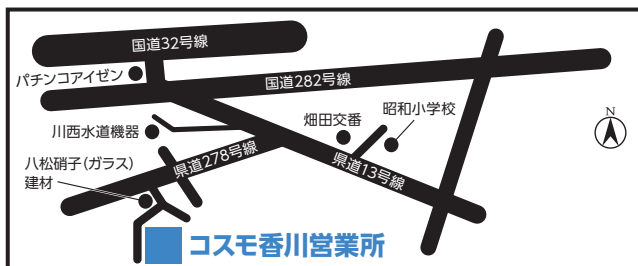 国道32号線
パチンコアイゼン
国道282号線
N
川西水道機器
畑田交番
昭和小学校
八松硝子(ガラス)
建材
県道278号線
県道13号線
コスモ香川営業所